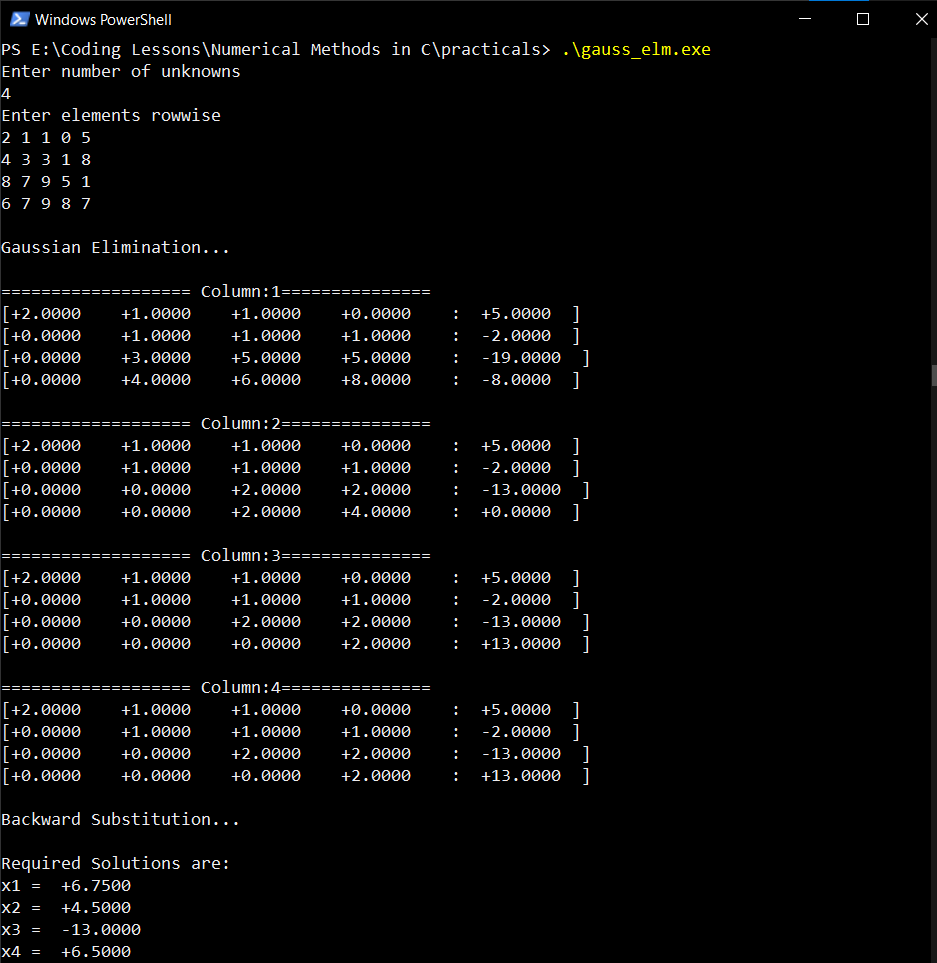 Windows PowerShell
PS E:\Coding Lessons\Numerical Methods in C\practicals> .\gauss_elm.exe
Enter number of unknowns
4
Enter elements rowwise
2 1 1 0 5
4 3 3 1 8
8 7 9 5 1
6 7 9 8 7

Gaussian Elimination...

=================== Column:1===============
[+2.0000    +1.0000    +1.0000    +0.0000    :  +5.0000  ]
[+0.0000    +1.0000    +1.0000    +1.0000    :  -2.0000  ]
[+0.0000    +3.0000    +5.0000    +5.0000    :  -19.0000  ]
[+0.0000    +4.0000    +6.0000    +8.0000    :  -8.0000  ]

=================== Column:2===============
[+2.0000    +1.0000    +1.0000    +0.0000    :  +5.0000  ]
[+0.0000    +1.0000    +1.0000    +1.0000    :  -2.0000  ]
[+0.0000    +0.0000    +2.0000    +2.0000    :  -13.0000  ]
[+0.0000    +0.0000    +2.0000    +4.0000    :  +0.0000  ]

=================== Column:3===============
[+2.0000    +1.0000    +1.0000    +0.0000    :  +5.0000  ]
[+0.0000    +1.0000    +1.0000    +1.0000    :  -2.0000  ]
[+0.0000    +0.0000    +2.0000    +2.0000    :  -13.0000  ]
[+0.0000    +0.0000    +0.0000    +2.0000    :  +13.0000  ]

=================== Column:4===============
[+2.0000    +1.0000    +1.0000    +0.0000    :  +5.0000  ]
[+0.0000    +1.0000    +1.0000    +1.0000    :  -2.0000  ]
[+0.0000    +0.0000    +2.0000    +2.0000    :  -13.0000  ]
[+0.0000    +0.0000    +0.0000    +2.0000    :  +13.0000  ]

Backward Substitution...

Required Solutions are:
x1 =  +6.7500
x2 =  +4.5000
x3 =  -13.0000
x4 =  +6.5000